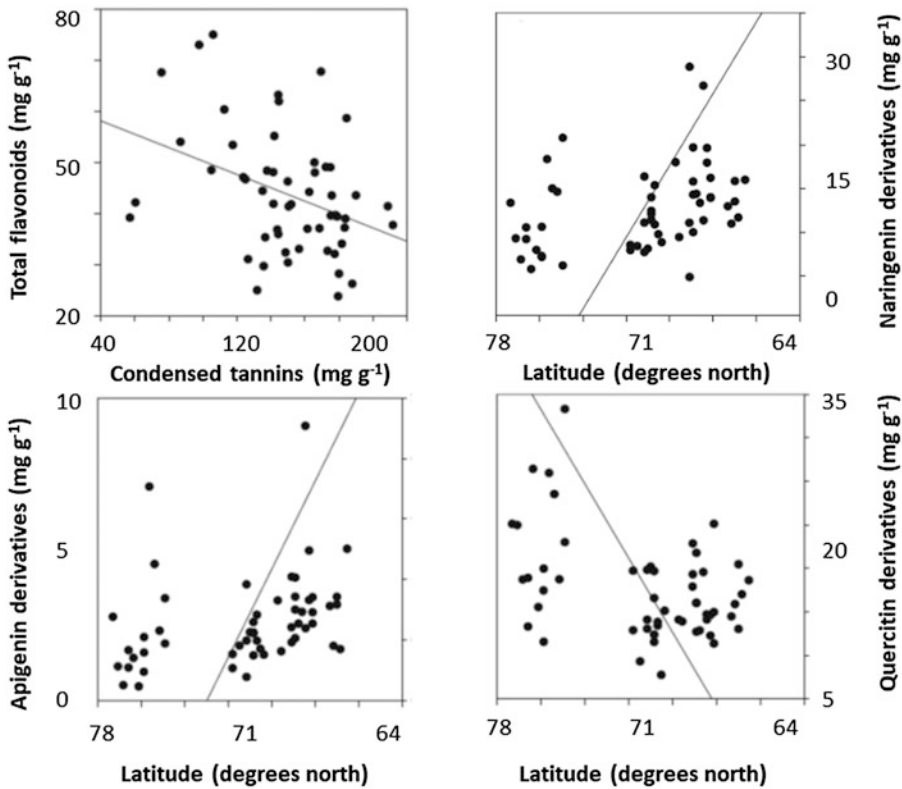 80
50
20
Total flavonoids (mg g-1)
40 120 200
Condensed tannins (mg g-1)
30
15
0
Naringenin derivatives (mg g-1)
78 71 64
Latitude (degrees north)
10
5
0
Apigenin derivatives (mg g-1)
78 71 64
Latitude (degrees north)
35
20
5
Quercitin derivatives (mg g-1)
78 71 64
Latitude (degrees north)